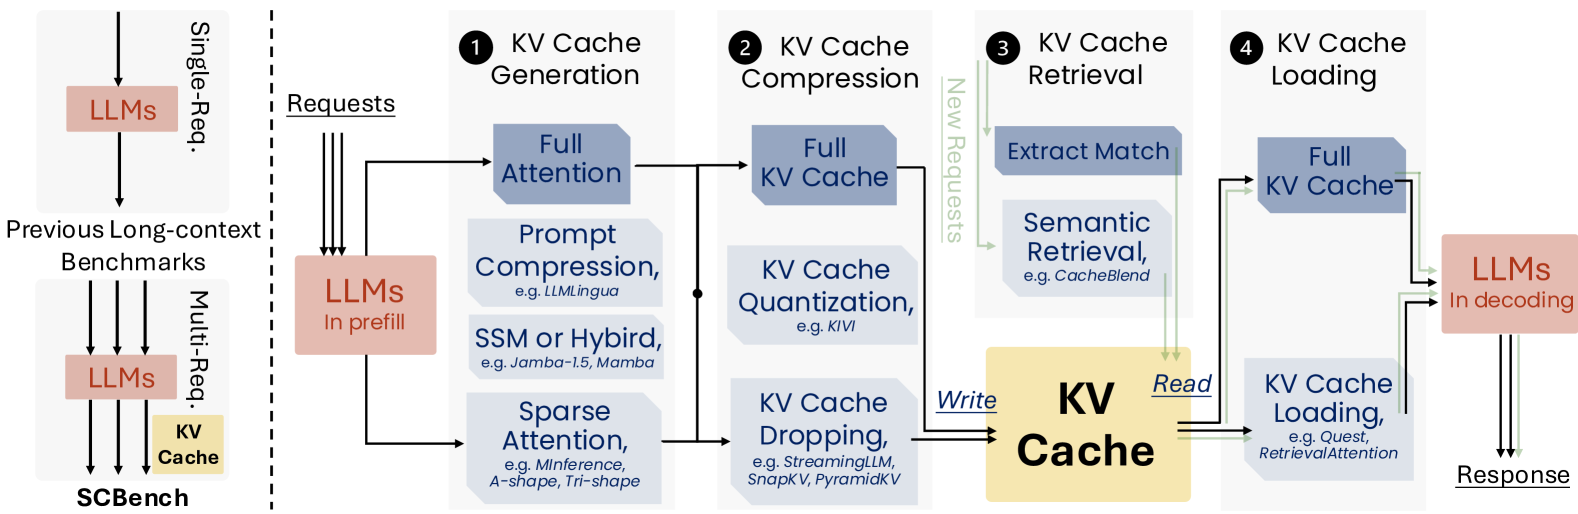 Single-Req.
LLMs
Previous Long-context
Benchmarks
Multi-Req.
LLMs
KV
Cache
SCBench
Requests
LLMs
In prefill
1 KV Cache
Generation
Full
Attention
Prompt
Compression,
e.g. LLMLingua
SSM or Hybird,
e.g. Jamba-1.5, Mamba
Sparse
Attention,
e.g. MInference,
A-shape, Tri-shape
2 KV Cache
Compression
Full
KV Cache
KV Cache
Quantization,
e.g. KIVI
KV Cache
Dropping,
e.g. StreamingLLM,
SnapKV, PyramidKV
Write
3 KV Cache
Retrieval
New Requests
Extract Match
Semantic
Retrieval,
e.g. CacheBlend
KV
Cache
Read
4 KV Cache
Loading
Full
KV Cache
KV Cache
Loading,
e.g. Quest,
RetrievalAttention
LLMs
In decoding
Response